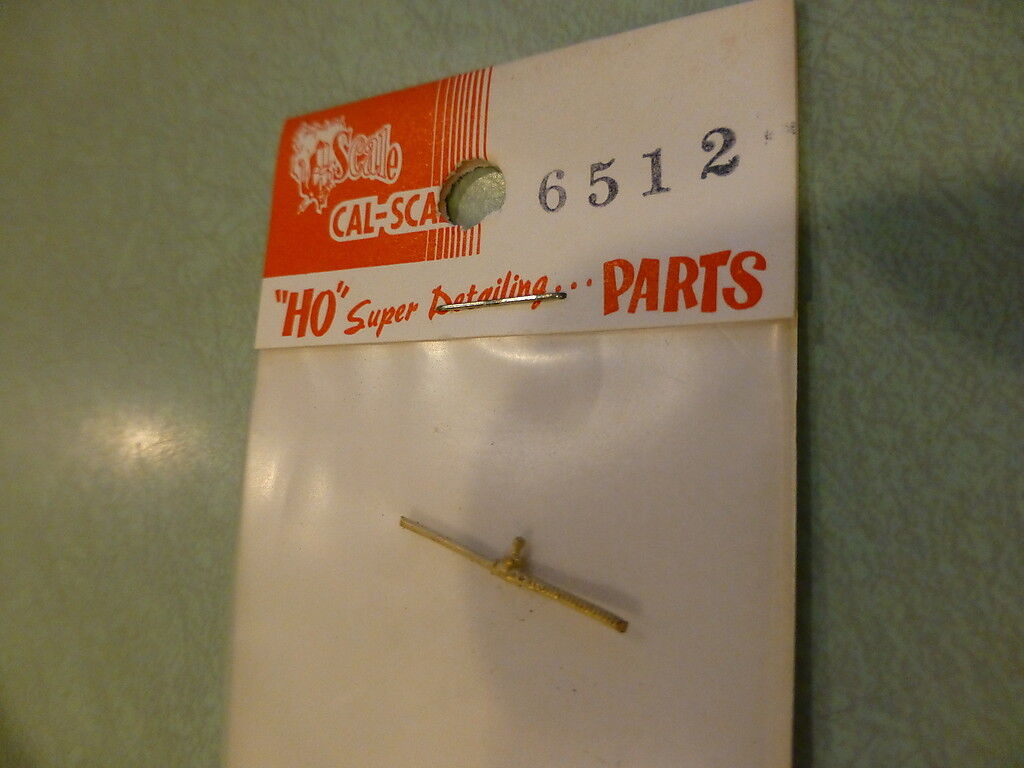 Scale
CAL-SCA
6512
"HO" Super Detailing... PARTS